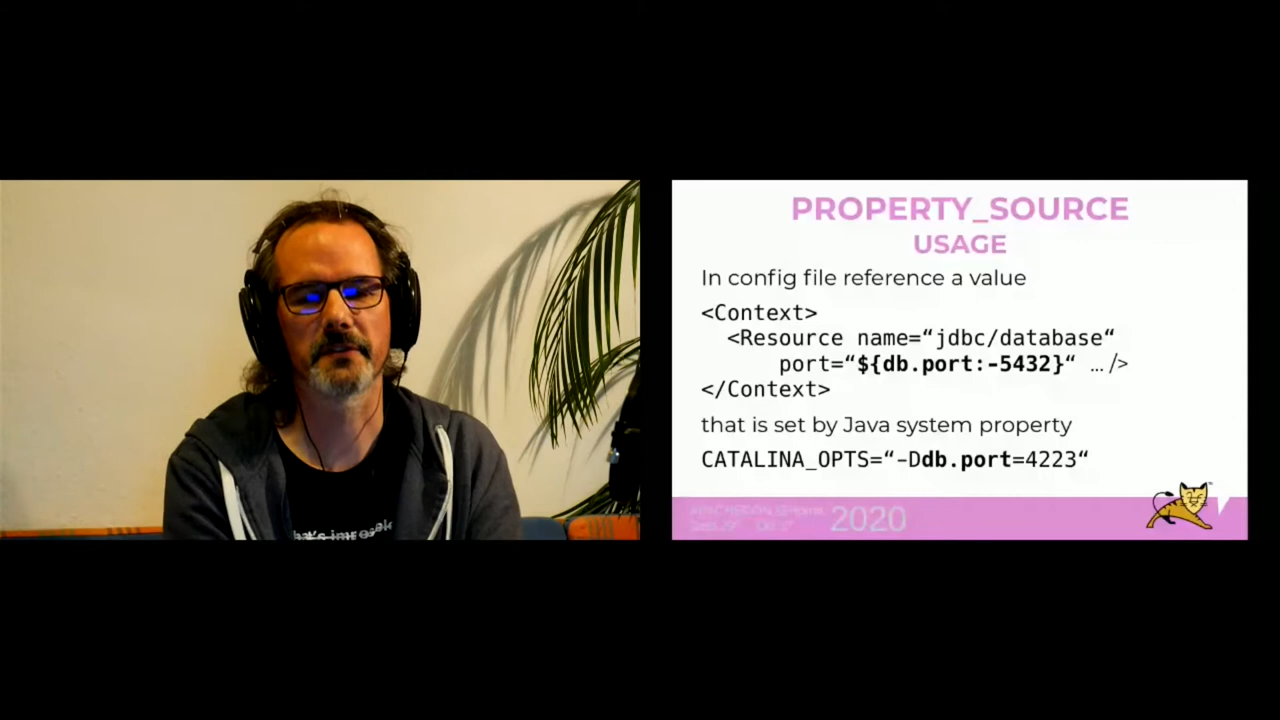 PROPERTY_SOURCE
USAGE
In config file reference a value
<Context>
<Resource name=“jdbc/database“
port=“${db.port:-5432}“ … />
</Context>
that is set by Java system property
CATALINA_OPTS=“-Ddb.port=4223“
2020